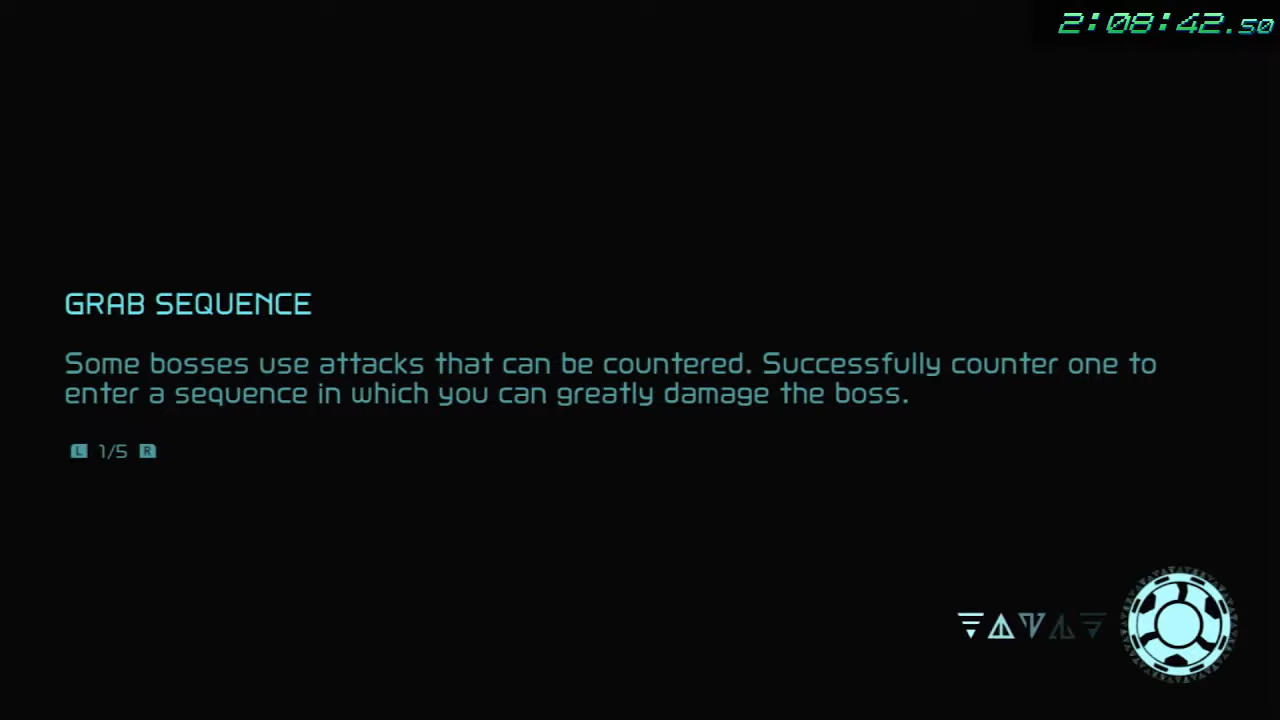 2:08:42.50
GRAB SEQUENCE
Some bosses use attacks that can be countered. Successfully counter one to
enter a sequence in which you can greatly damage the boss.
L 1/5 R